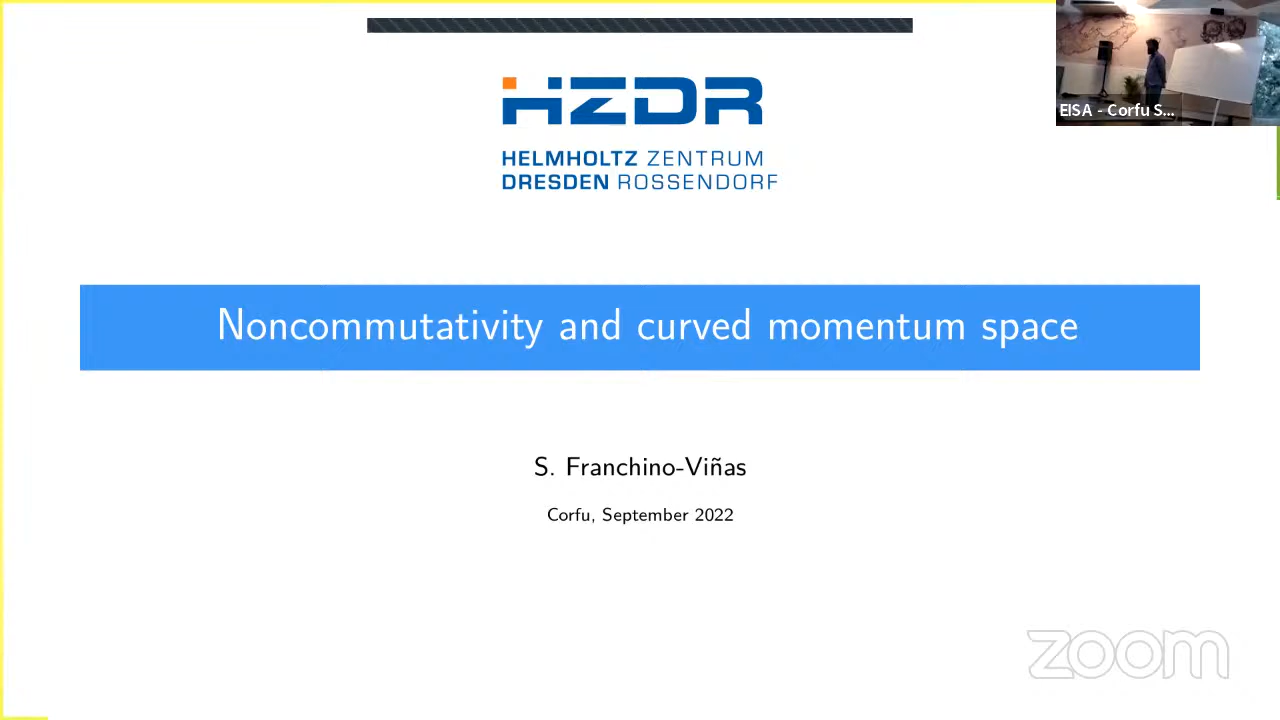 HZDR
HELMHOLTZ ZENTRUM
DRESDEN ROSSENDORF
EISA - Corfu S...
Noncommutativity and curved momentum space
S. Franchino-Viñas
Corfu, September 2022
zoom